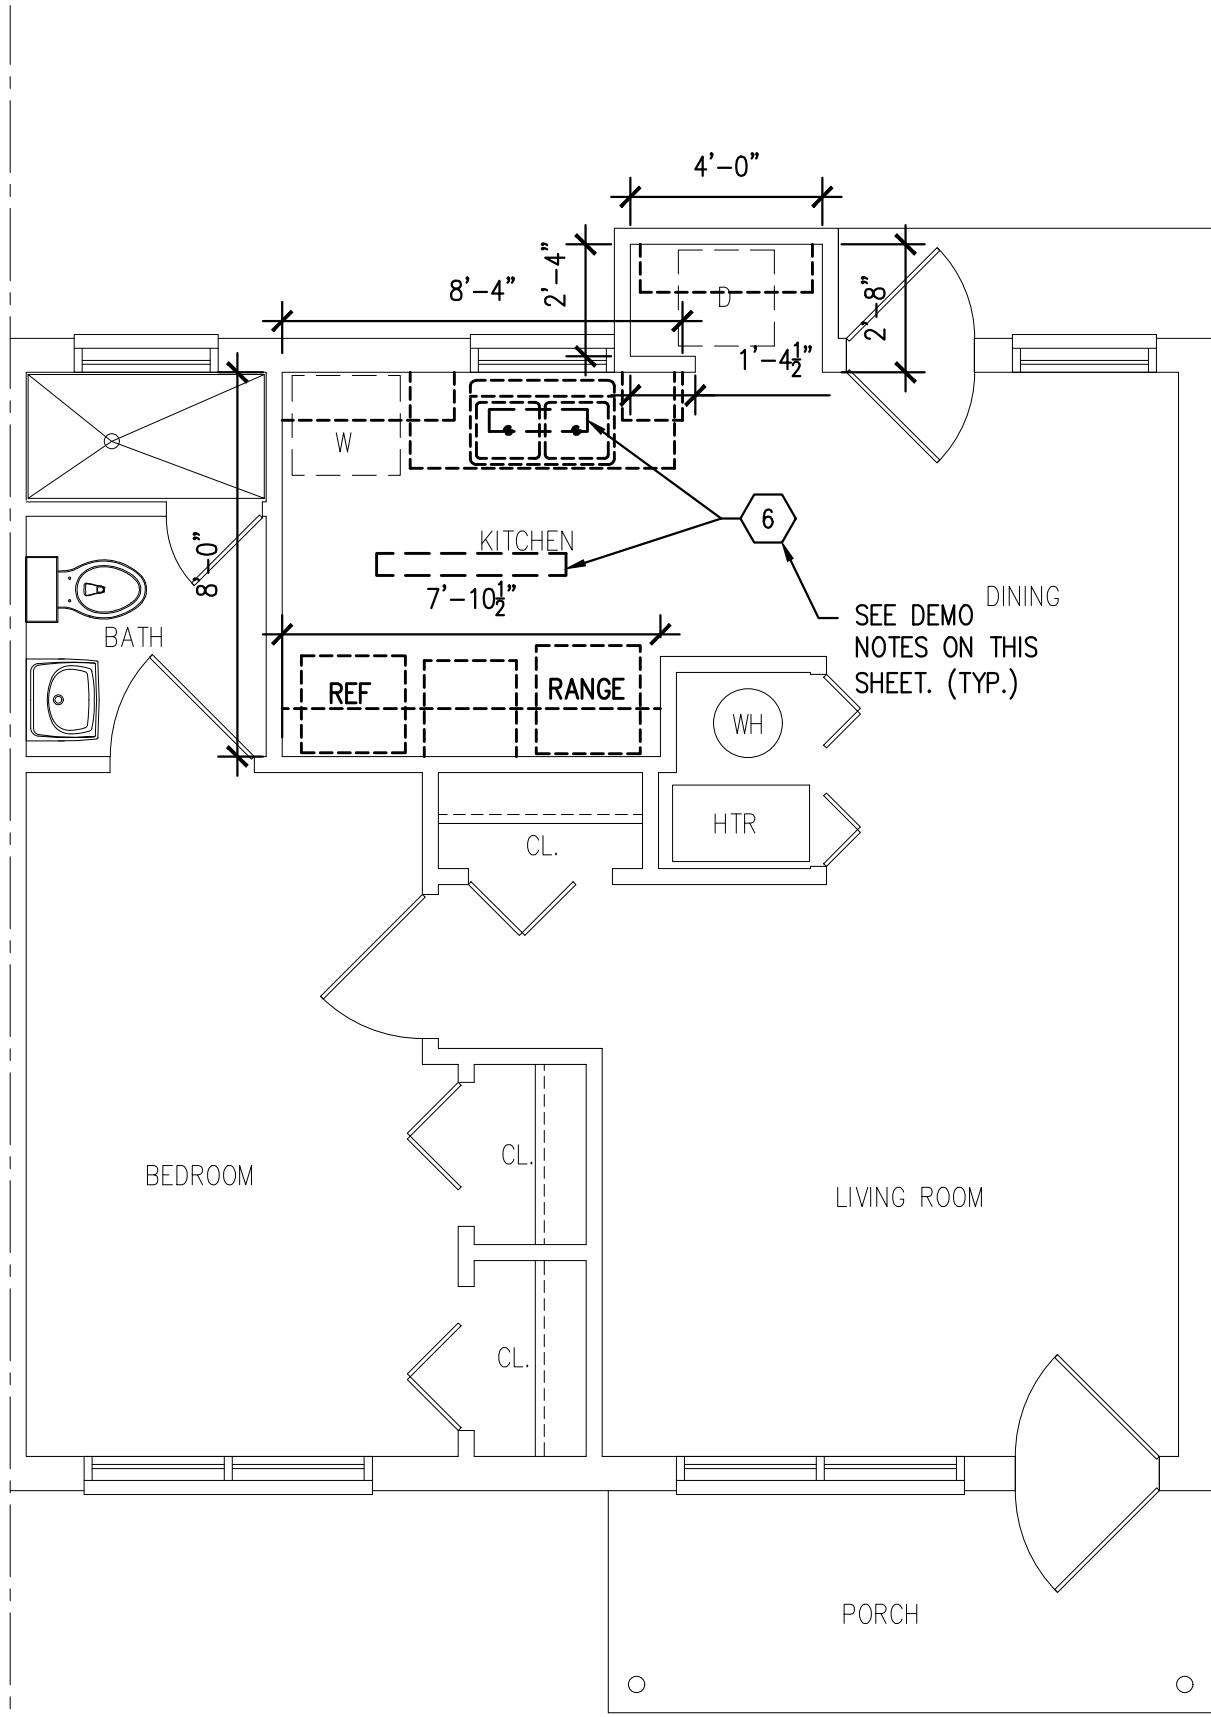 4'-0"
2'-4"
8'-4"
D
2'-8"
1'-4½"
W
6
KITCHEN
8'-0"
7'-10½"
DINING
SEE DEMO
NOTES ON THIS
SHEET. (TYP.)
BATH
REF
RANGE
WH
HTR
CL.
CL.
BEDROOM
LIVING ROOM
CL.
PORCH